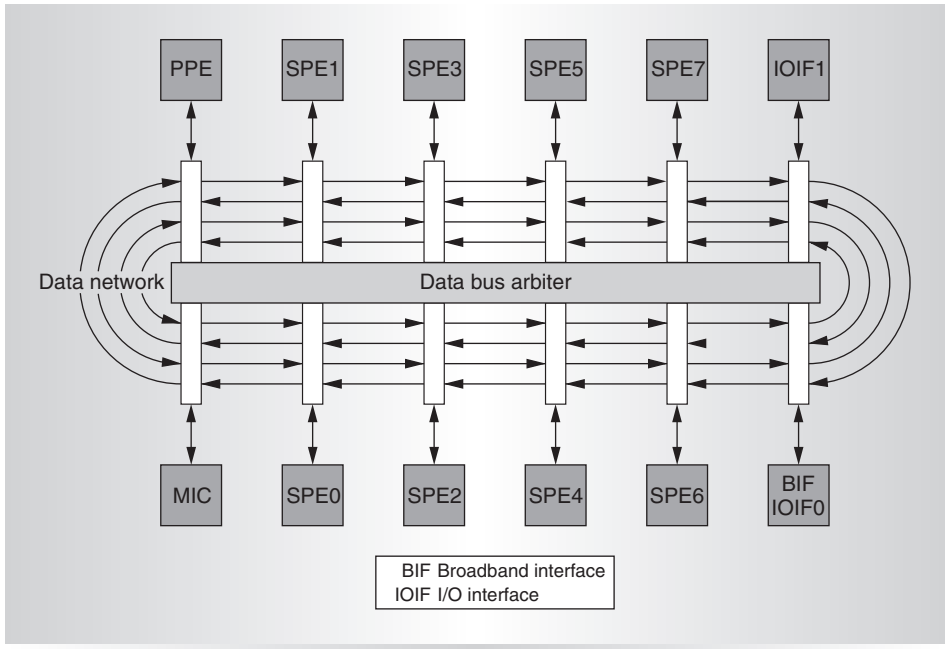 PPE SPE1 SPE3 SPE5 SPE7 IOIF1
Data network Data bus arbiter
MIC SPE0 SPE2 SPE4 SPE6 BIF
IOIF0
BIF Broadband interface
IOIF I/O interface